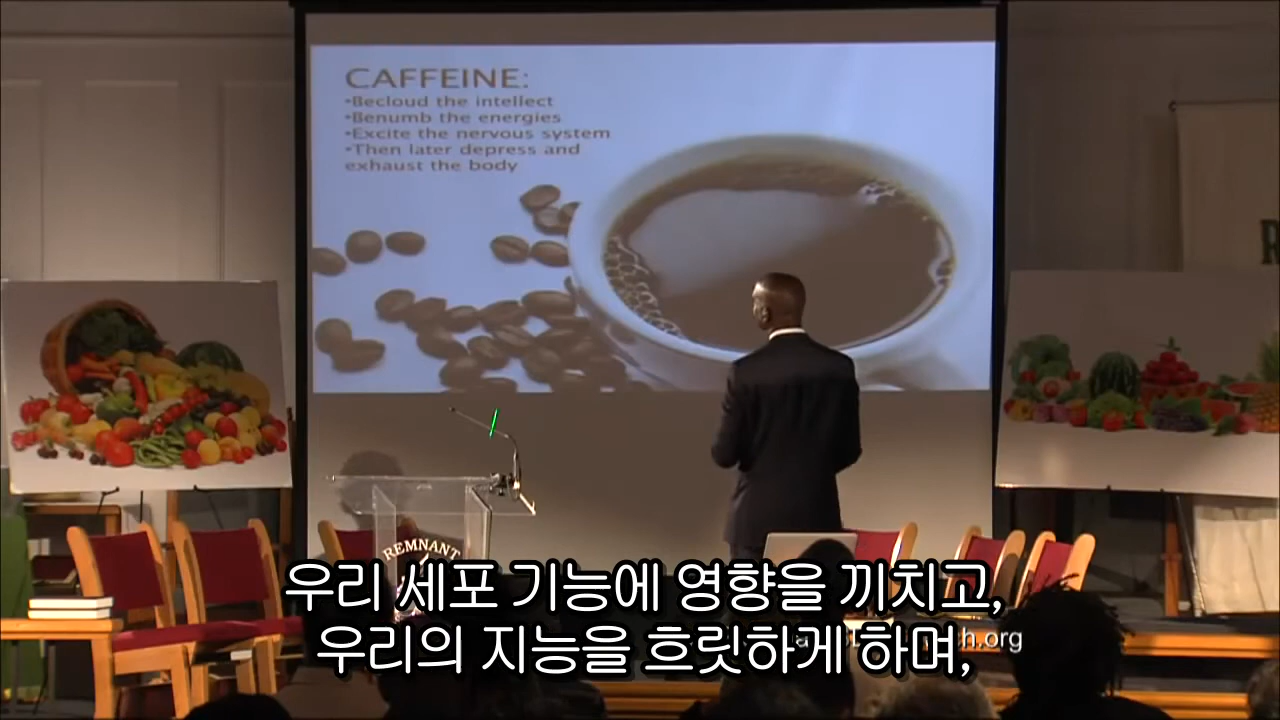 CAFFEINE:
•Becloud the intellect
•Benumb the energies
•Excite the nervous system
•Then later depress and
exhaust the body
REMNANT
우리 세포 기능에 영향을 끼치고,
우리의 지능을 흐릿하게 하며,